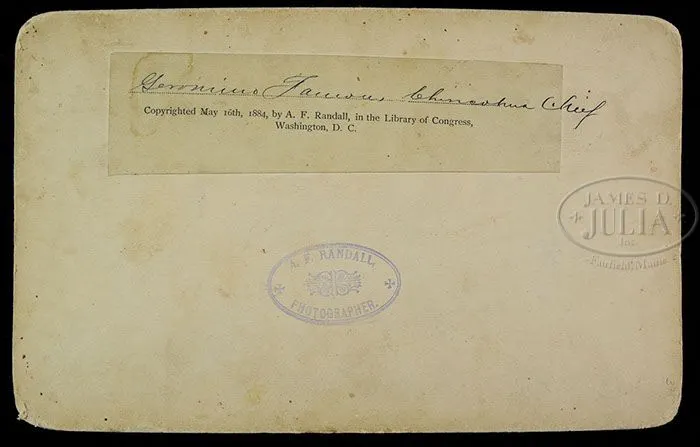 Geronimo Famous Chiricahua Chief
Copyrighted May 16th, 1884, by A. F. Randall, in the Library of Congress,
Washington, D. C.
A. F. RANDALL,
PHOTOGRAPHER.
JAMES D.
JULIA
Inc.
Fairfield, Maine